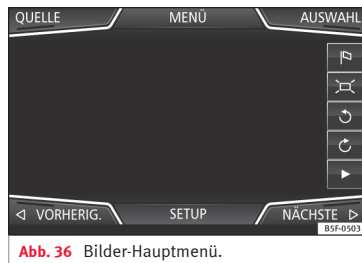 QUELLE MENÜ AUSWAHL
◁ VORHERIG. SETUP NÄCHSTE ▷
B5F-0503
Abb. 36 Bilder-Hauptmenü.